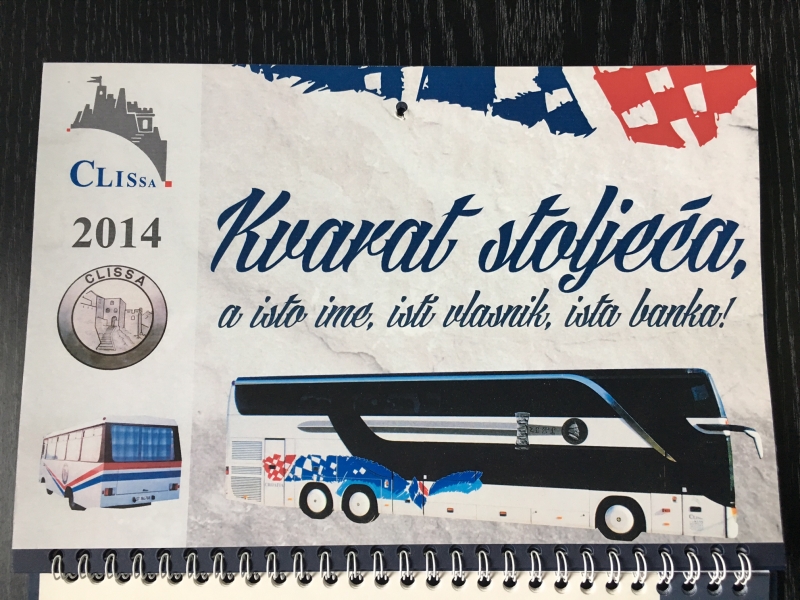 CLISSA
2014
CLISSA
Kvarat stoljeća,
a isto ime, isti vlasnik, ista banka!